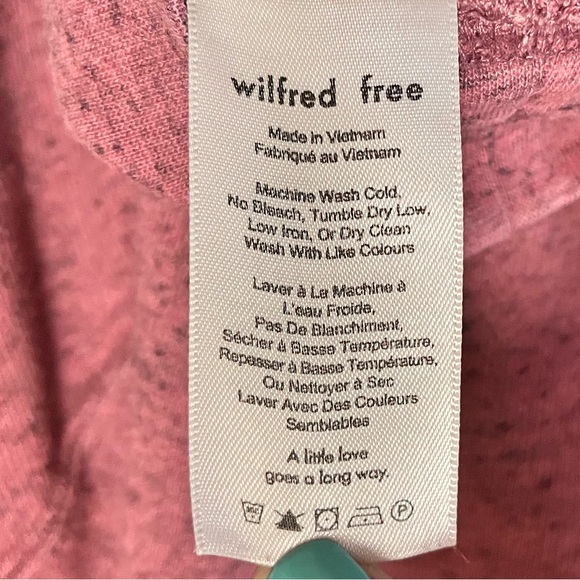 wilfred free
Made in Vietnam
Fabriqué au Vietnam
Machine Wash Cold,
No Bleach, Tumble Dry Low,
Low Iron, Or Dry Clean
Wash With Like Colours
Laver à La Machine à
L'eau Froide,
Pas De Blanchiment,
Sécher à Basse Température,
Repasser à Basse Température,
Ou Nettoyer à Sec
Laver Avec Des Couleurs
Semblables
A little love
goes a long way.
30C P